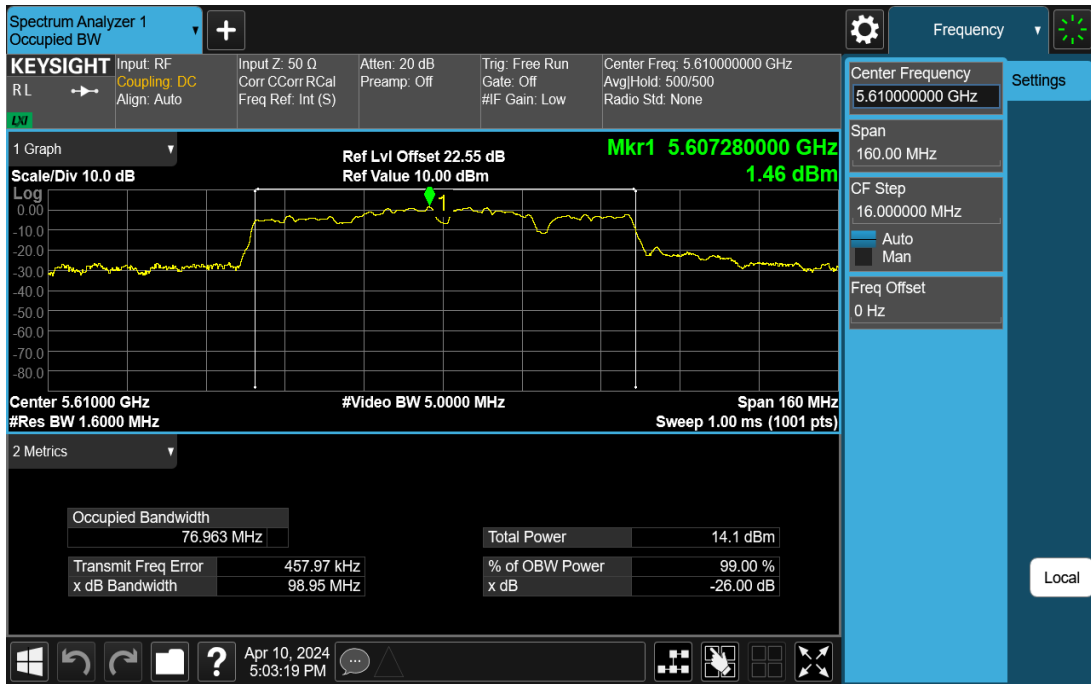 Spectrum Analyzer 1
Occupied BW
+
Frequency
KEYSIGHT
RL
LXI
Input: RF
Coupling: DC
Align: Auto
Input Z: 50 Ω
Corr CCorr RCal
Freq Ref: Int (S)
Atten: 20 dB
Preamp: Off
Trig: Free Run
Gate: Off
#IF Gain: Low
Center Freq: 5.610000000 GHz
Avg|Hold: 500/500
Radio Std: None
Center Frequency
5.610000000 GHz
Settings
Span
160.00 MHz
CF Step
16.000000 MHz
Auto
Man
Freq Offset
0 Hz
Local
1 Graph
Scale/Div 10.0 dB
Ref Lvl Offset 22.55 dB
Ref Value 10.00 dBm
Mkr1 5.607280000 GHz
1.46 dBm
Log
1
0.00
-10.0
-20.0
-30.0
-40.0
-50.0
-60.0
-70.0
-80.0
Center 5.61000 GHz
#Video BW 5.0000 MHz
Span 160 MHz
#Res BW 1.6000 MHz
Sweep 1.00 ms (1001 pts)
2 Metrics
Occupied Bandwidth
76.963 MHz
Total Power 14.1 dBm
Transmit Freq Error 457.97 kHz
% of OBW Power 99.00 %
x dB Bandwidth 98.95 MHz
x dB -26.00 dB
?
Apr 10, 2024
5:03:19 PM